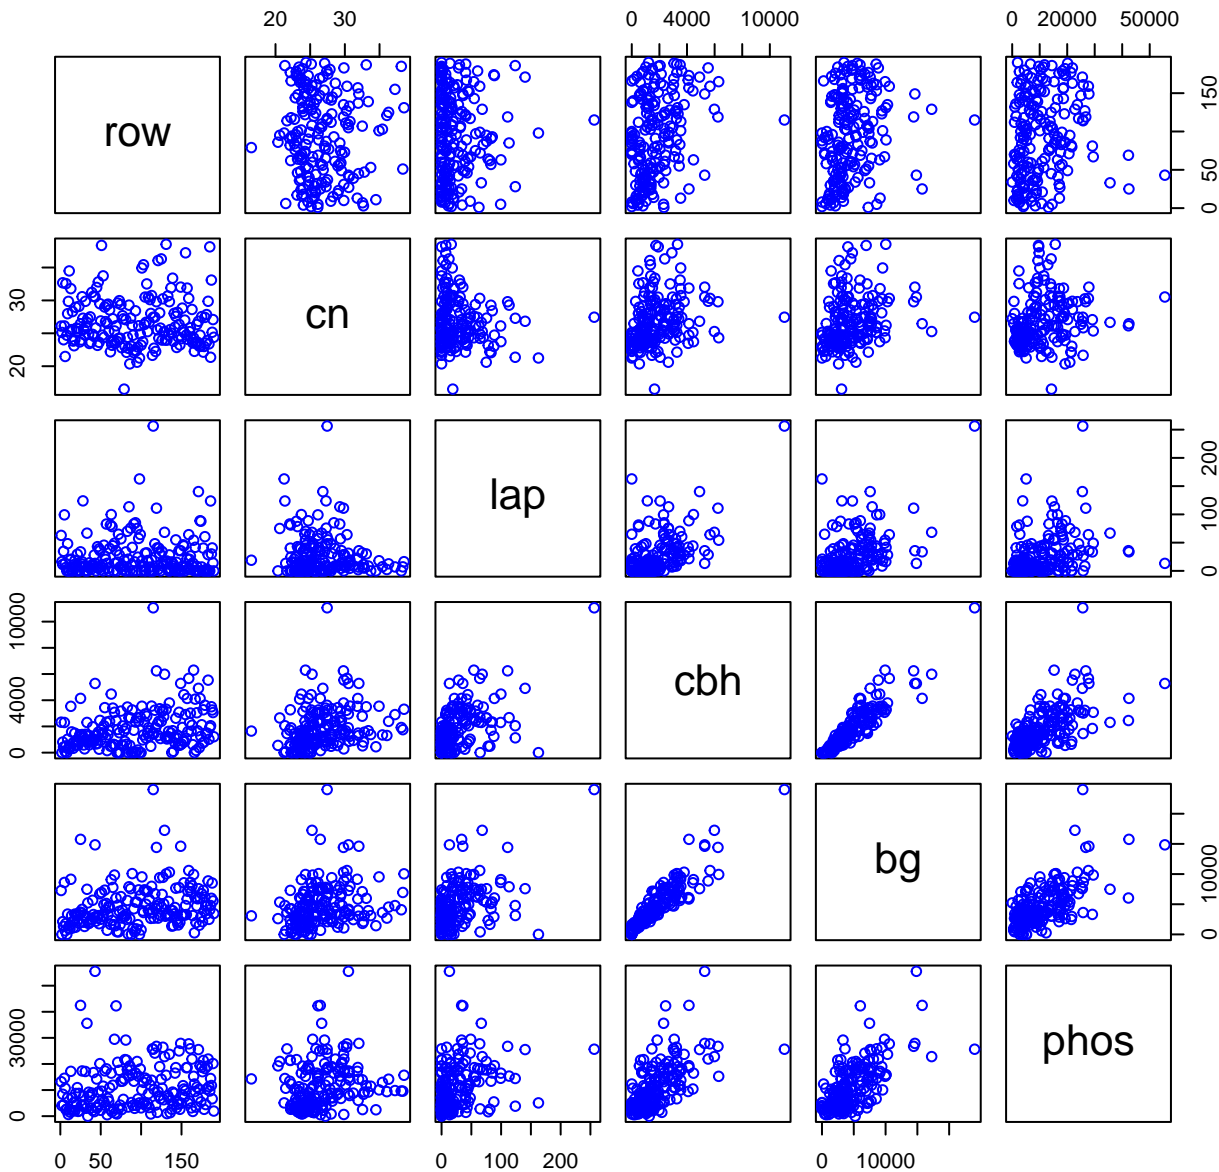 20 30 0 4000 10000 0 20000 50000
row 0 50 150
20 30 cn
lap 0 100 200
0 4000 10000 cbh
bg 0 10000
0 30000 phos
0 50 150 0 100 200 0 10000